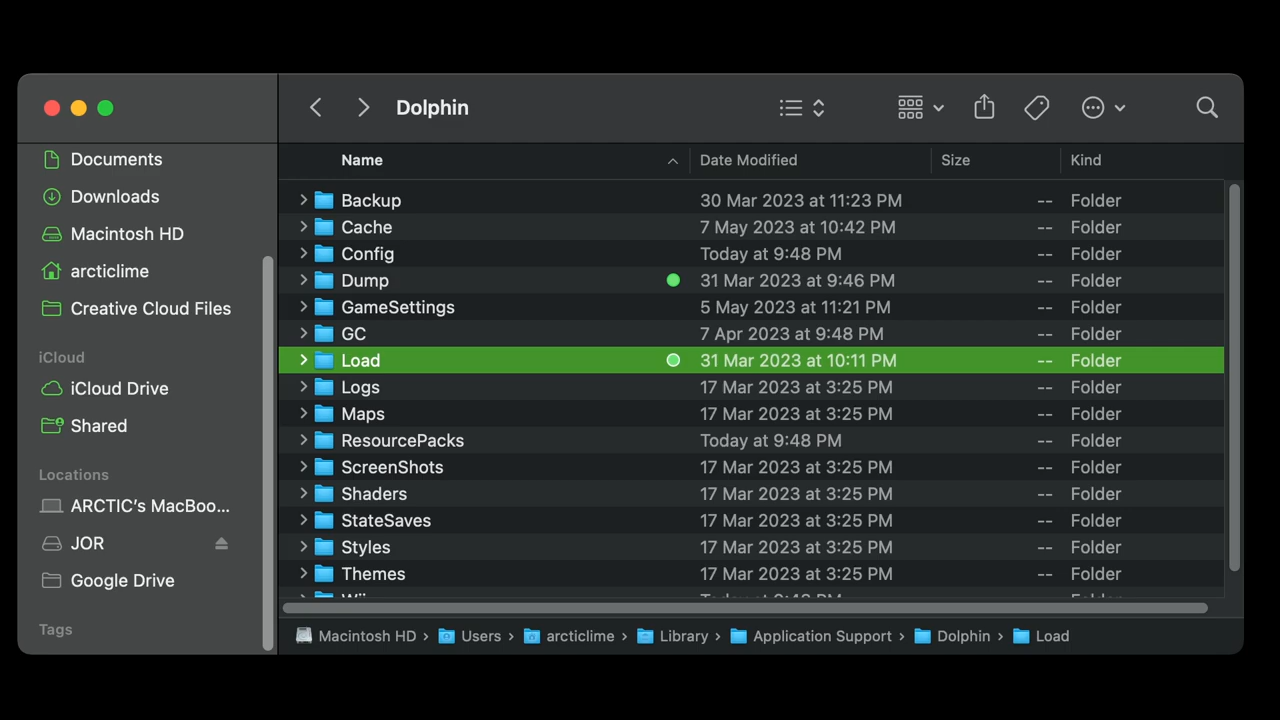 Dolphin
Documents
Downloads
Macintosh HD
arcticlime
Creative Cloud Files
iCloud
iCloud Drive
Shared
Locations
ARCTIC's MacBoo...
JOR
Google Drive
Tags
Name Date Modified Size Kind
Backup 30 Mar 2023 at 11:23 PM -- Folder
Cache 7 May 2023 at 10:42 PM -- Folder
Config Today at 9:48 PM -- Folder
Dump 31 Mar 2023 at 9:46 PM -- Folder
GameSettings 5 May 2023 at 11:21 PM -- Folder
GC 7 Apr 2023 at 9:48 PM -- Folder
Load 31 Mar 2023 at 10:11 PM -- Folder
Logs 17 Mar 2023 at 3:25 PM -- Folder
Maps 17 Mar 2023 at 3:25 PM -- Folder
ResourcePacks Today at 9:48 PM -- Folder
ScreenShots 17 Mar 2023 at 3:25 PM -- Folder
Shaders 17 Mar 2023 at 3:25 PM -- Folder
StateSaves 17 Mar 2023 at 3:25 PM -- Folder
Styles 17 Mar 2023 at 3:25 PM -- Folder
Themes 17 Mar 2023 at 3:25 PM -- Folder
Macintosh HD › Users › arcticlime › Library › Application Support › Dolphin › Load